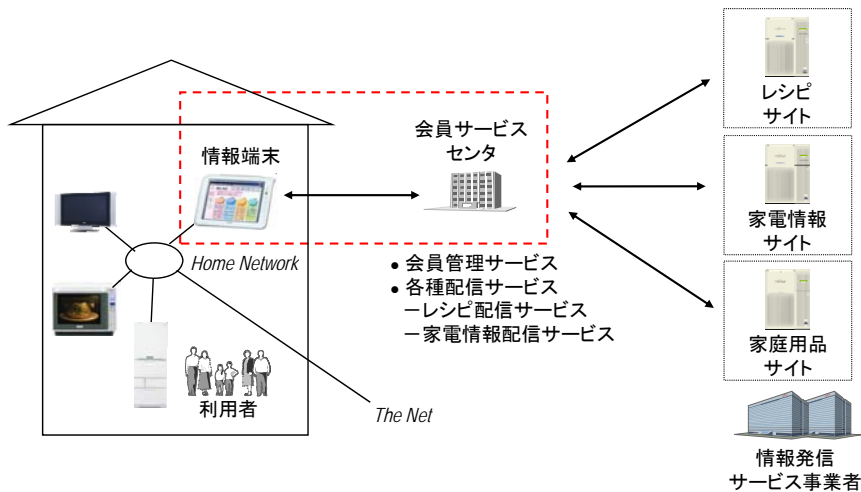 情報端末
Home Network
利用者
The Net
会員サービス
センタ
● 会員管理サービス
● 各種配信サービス
－レシピ配信サービス
－家電情報配信サービス
レシピ
サイト
家電情報
サイト
家庭用品
サイト
情報発信
サービス事業者